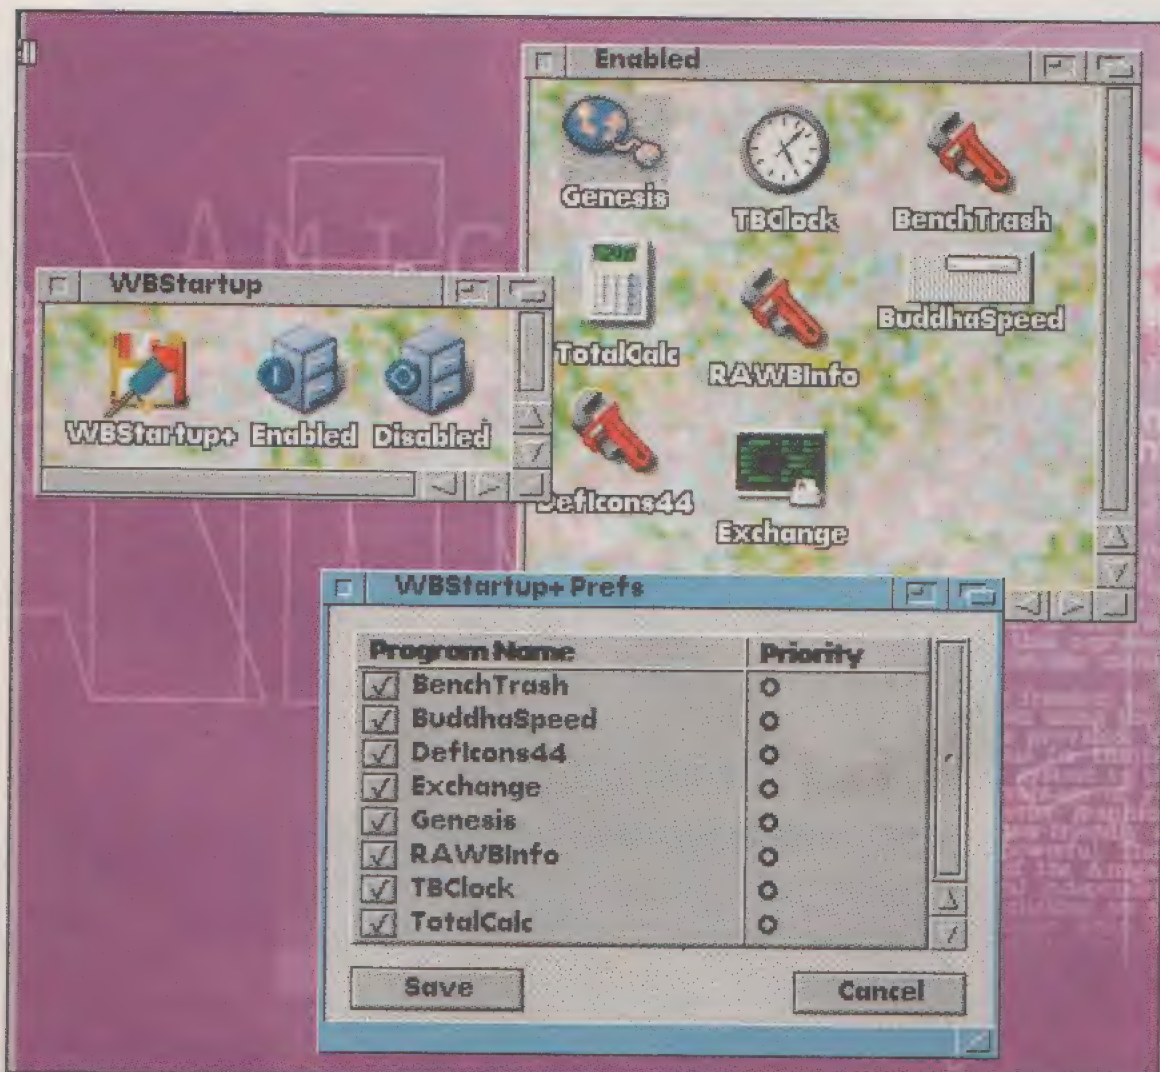 Enabled
Genesis
TBClock
BenchTrash
TotalCalc
RAWBInfo
BuddhaSpeed
DefIcons44
Exchange
WBStartup
WBStartup+ Enabled Disabled
WBStartup+ Prefs
Program Name Priority
BenchTrash 0
BuddhaSpeed 0
DefIcons44 0
Exchange 0
Genesis 0
RAWBInfo 0
TBClock 0
TotalCalc 0
Save Cancel